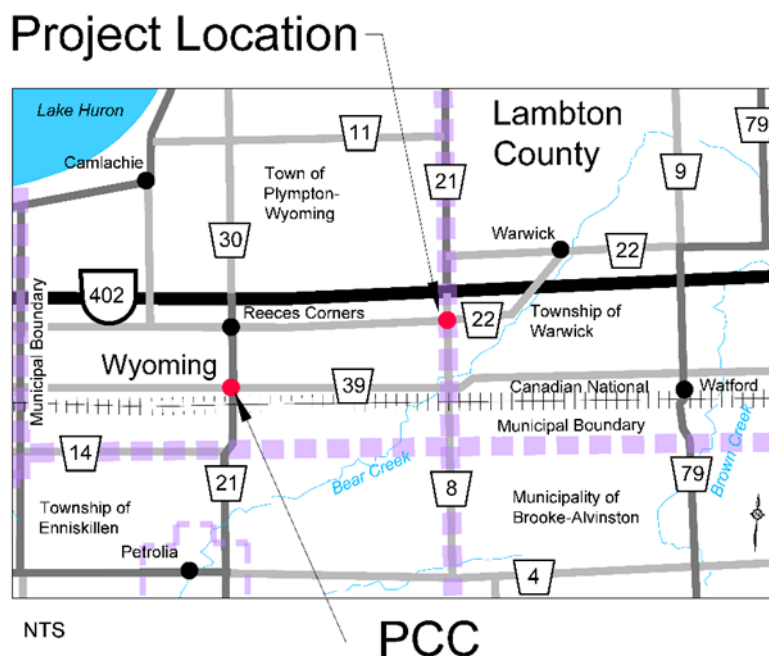 Project Location
Lake Huron
11
Lambton
County
79
Camlachie
21
9
Town of
Plympton-
Wyoming
30
Warwick
22
402
Reeces Corners
22
Township of
Warwick
Municipal Boundary
Wyoming
39
Canadian National
Watford
Municipal Boundary
14
Bear Creek
Brown Creek
21
8
79
Township of
Enniskillen
Municipality of
Brooke-Alvinston
Petrolia
4
NTS
PCC